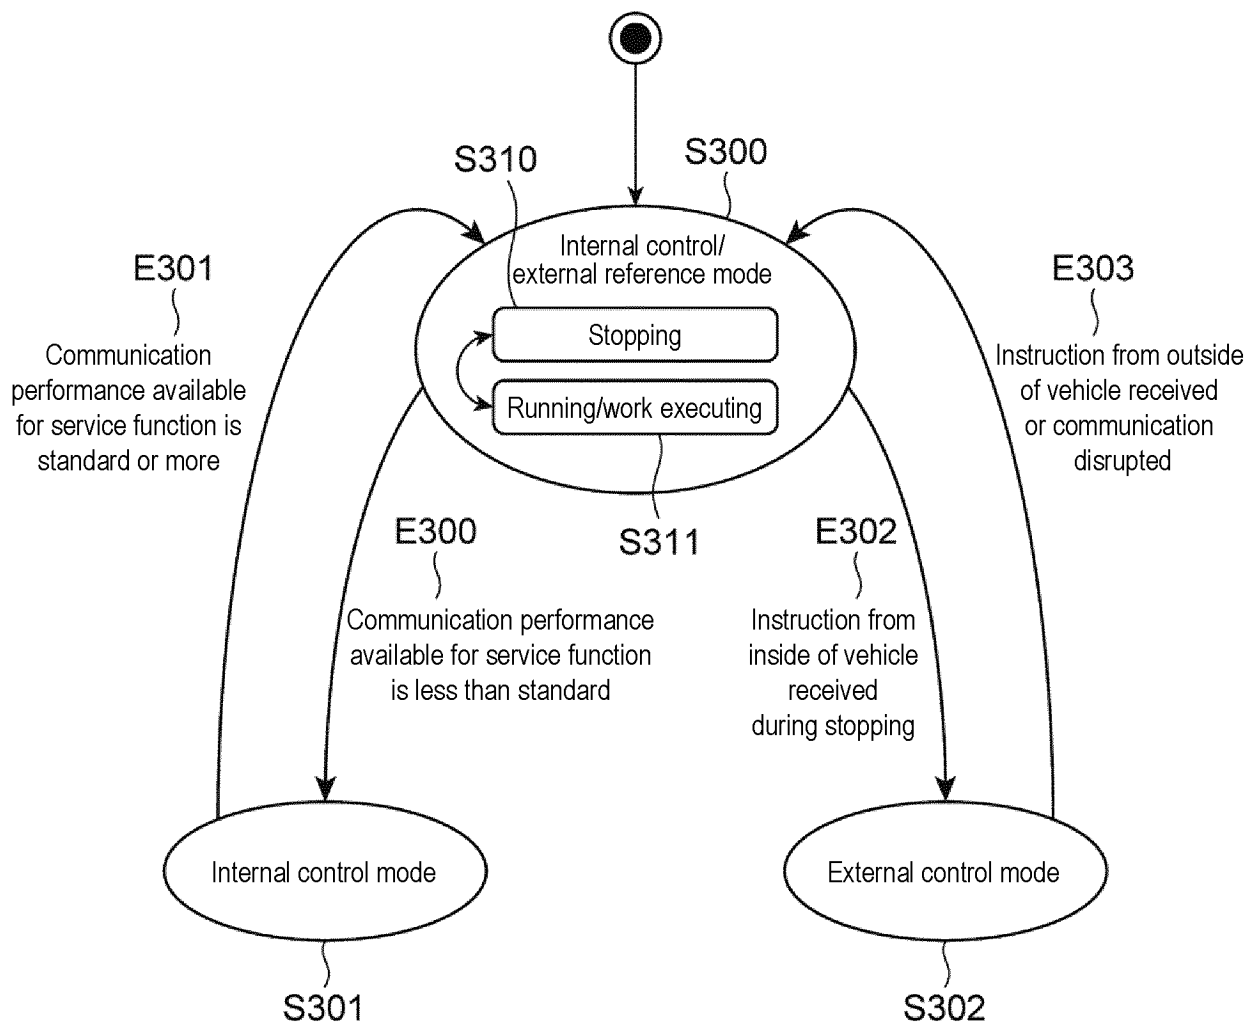 S310
S300
Internal control/
external reference mode
Stopping
Running/work executing
S311
E301
Communication
performance available
for service function is
standard or more
E303
Instruction from outside
of vehicle received
or communication
disrupted
E300
Communication performance
available for service function
is less than standard
E302
Instruction from
inside of vehicle
received
during stopping
Internal control mode
S301
External control mode
S302